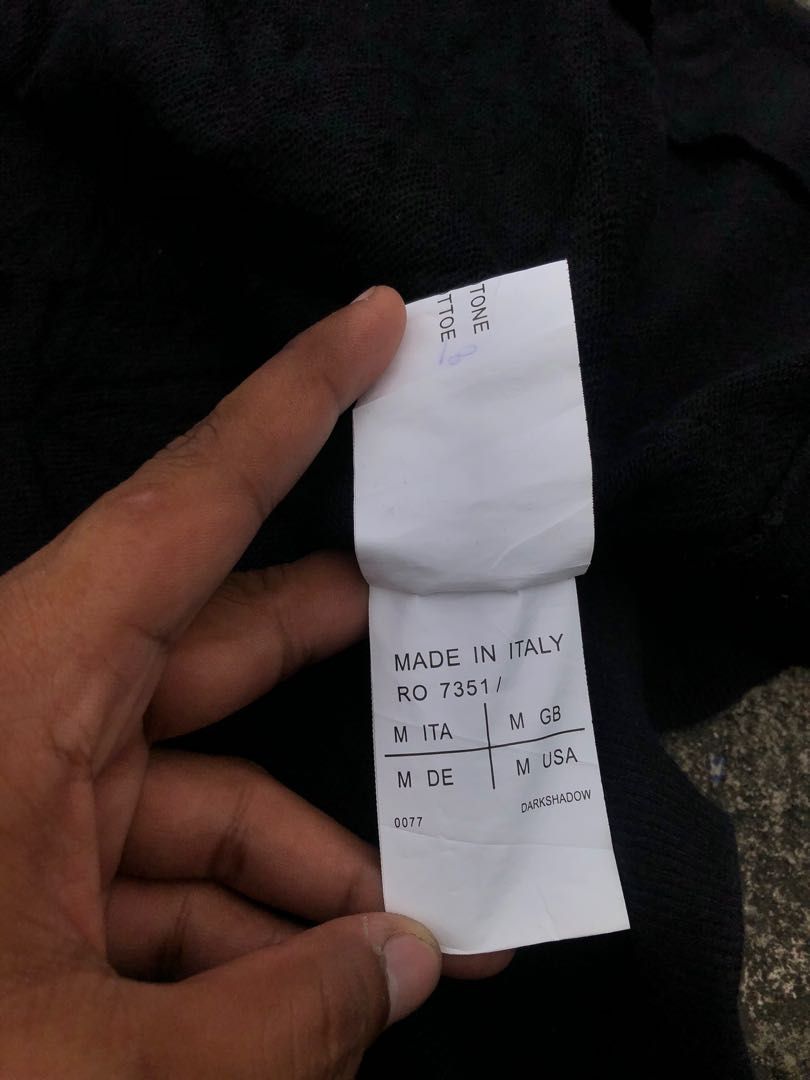 TONE
TTOE
MADE IN ITALY
RO 7351/
M ITA M GB
M DE M USA
0077 DARKSHADOW